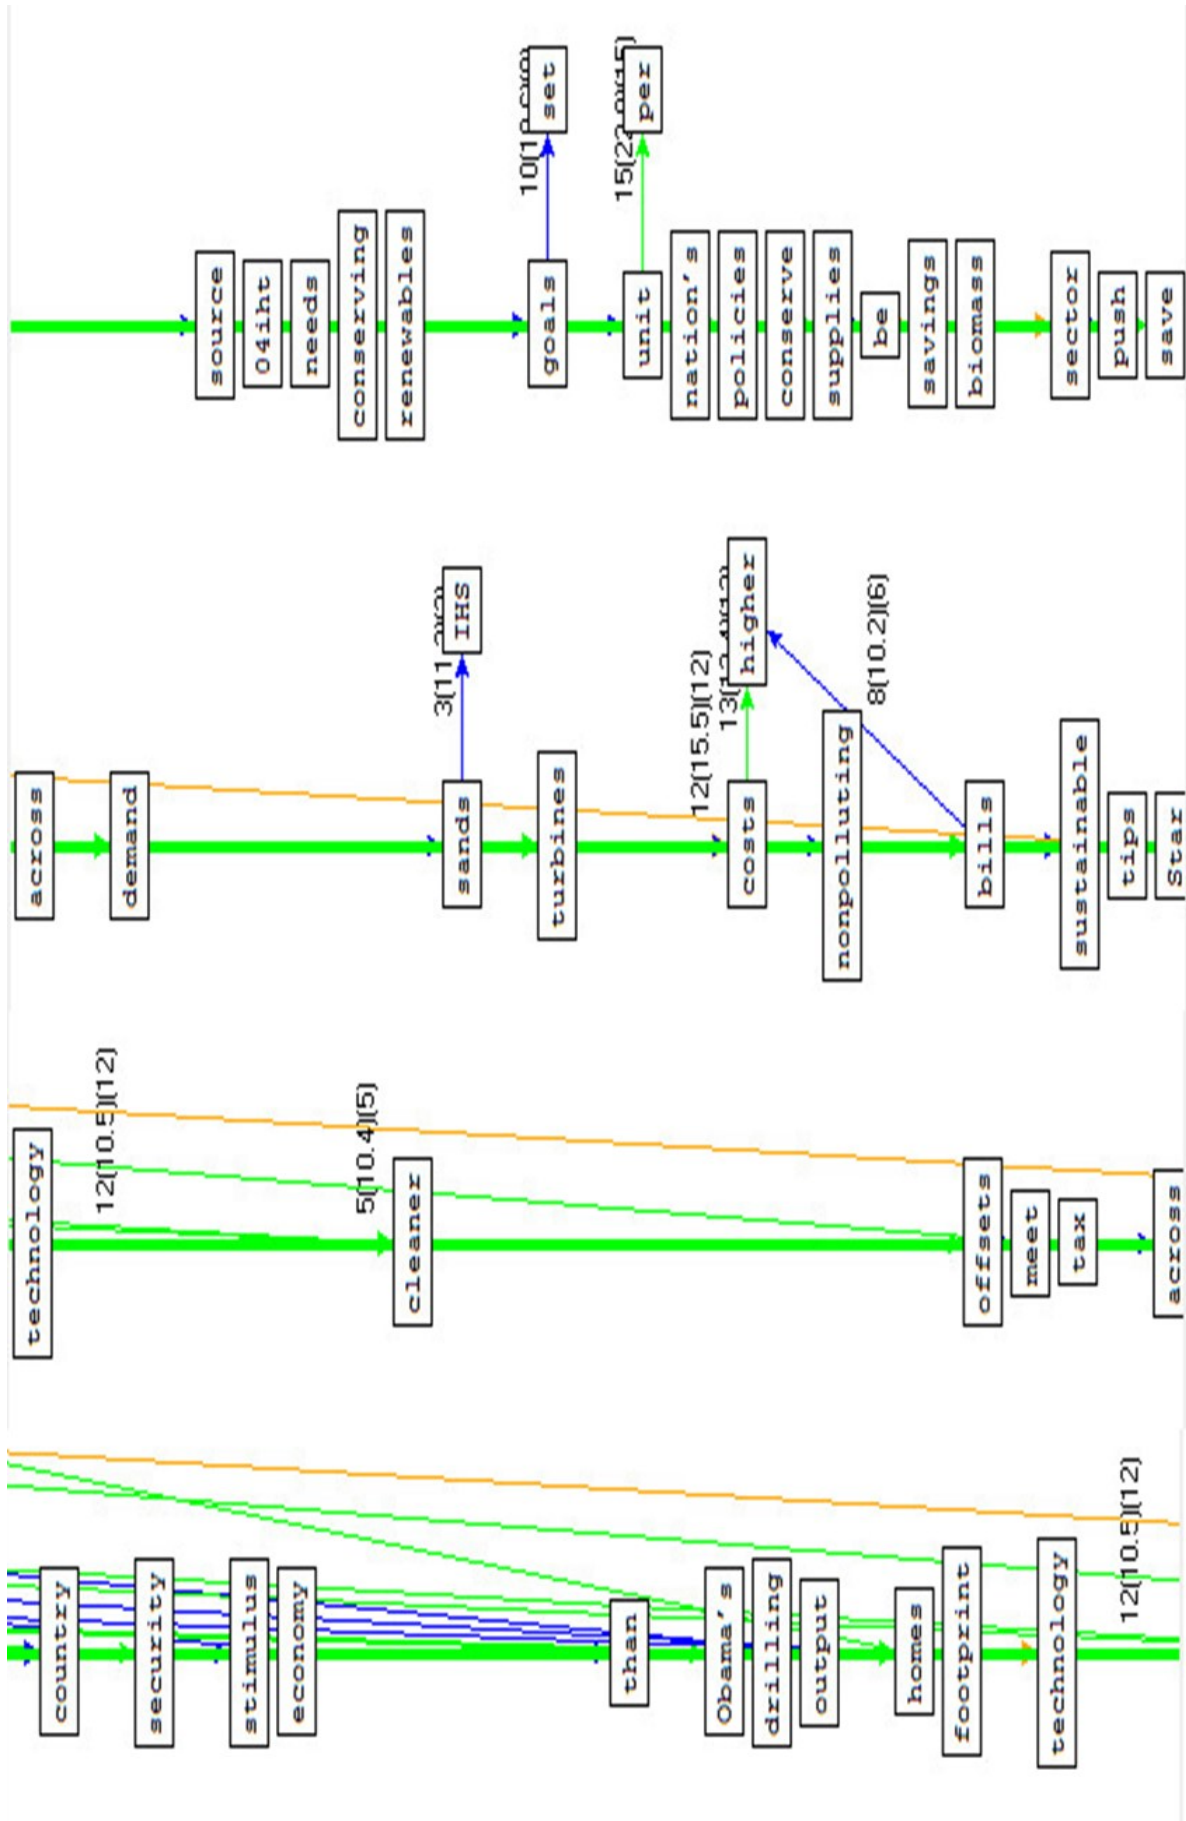 set
10(1
per
15(22
source
04iht
needs
conserving
renewables
goals
unit
nation's
policies
conserve
supplies
be
savings
biomass
sector
push
save
IHS
3(11
higher
12(15.5)(12)
8(10.2)(6)
across
demand
sands
turbines
costs
nonpolluting
bills
sustainable
tips
Star
12(10.5)(12)
5(10.4)(5)
technology
cleaner
offsets
meet
tax
across
12(10.5)(12)
country
security
stimulus
economy
than
Obama's
drilling
output
homes
footprint
technology